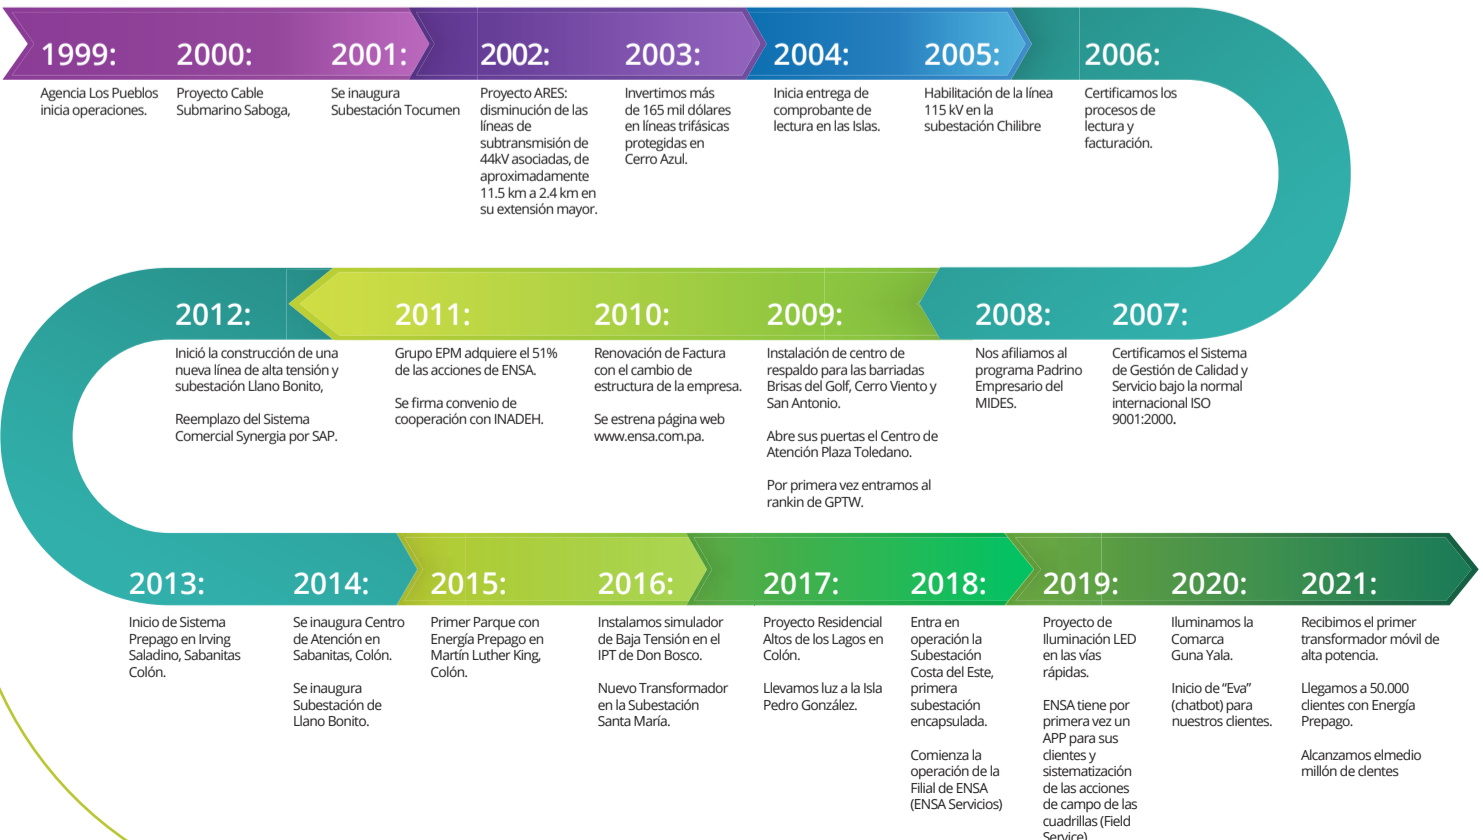 1999:
Agencia Los Pueblos
inicia operaciones.
2000:
Proyecto Cable
Submarino Saboga,
2001:
Se inaugura
Subestación Tocumen
2002:
Proyecto ARES:
disminución de las
líneas de
subtransmisión de
44kV asociadas, de
aproximadamente
11.5 km a 2.4 km en
su extensión mayor.
2003:
Invertimos más
de 165 mil dólares
en líneas trifásicas
protegidas en
Cerro Azul.
2004:
Inicia entrega de
comprobante de
lectura en las Islas.
2005:
Habilitación de la línea
115 kV en la
subestación Chilibre
2006:
Certificamos los
procesos de
lectura y
facturación.
2007:
Certificamos el Sistema
de Gestión de Calidad y
Servicio bajo la normal
internacional ISO
9001:2000.
2008:
Nos afiliamos al
programa Padrino
Empresario del
MIDES.
2009:
Instalación de centro de
respaldo para las barriadas
Brisas del Golf, Cerro Viento y
San Antonio.
Abre sus puertas el Centro de
Atención Plaza Toledano.
Por primera vez entramos al
rankin de GPTW.
2010:
Renovación de Factura
con el cambio de
estructura de la empresa.
Se estrena página web
www.ensa.com.pa.
2011:
Grupo EPM adquiere el 51%
de las acciones de ENSA.
Se firma convenio de
cooperación con INADEH.
2012:
Inició la construcción de una
nueva línea de alta tensión y
subestación Llano Bonito,
Reemplazo del Sistema
Comercial Synergia por SAP.
2013:
Inicio de Sistema
Prepago en Irving
Saladino, Sabanitas
Colón.
2014:
Se inaugura Centro
de Atención en
Sabanitas, Colón.
Se inaugura
Subestación de
Llano Bonito.
2015:
Primer Parque con
Energía Prepago en
Martín Luther King,
Colón.
2016:
Instalamos simulador
de Baja Tensión en el
IPT de Don Bosco.
Nuevo Transformador
en la Subestación
Santa María.
2017:
Proyecto Residencial
Altos de los Lagos en
Colón.
Llevamos luz a la Isla
Pedro González.
2018:
Entra en
operación la
Subestación
Costa del Este,
primera
subestación
encapsulada.
Comienza la
operación de la
Filial de ENSA
(ENSA Servicios)
2019:
Proyecto de
Iluminación LED
en las vías
rápidas.
ENSA tiene por
primera vez un
APP para sus
clientes y
sistematización
de las acciones
de campo de las
cuadrillas (Field
Service)
2020:
Iluminamos la
Comarca
Guna Yala.
Inicio de “Eva”
(chatbot) para
nuestros clientes.
2021:
Recibimos el primer
transformador móvil de
alta potencia.
Llegamos a 50.000
clientes con Energía
Prepago.
Alcanzamos elmedio
millón de clentes